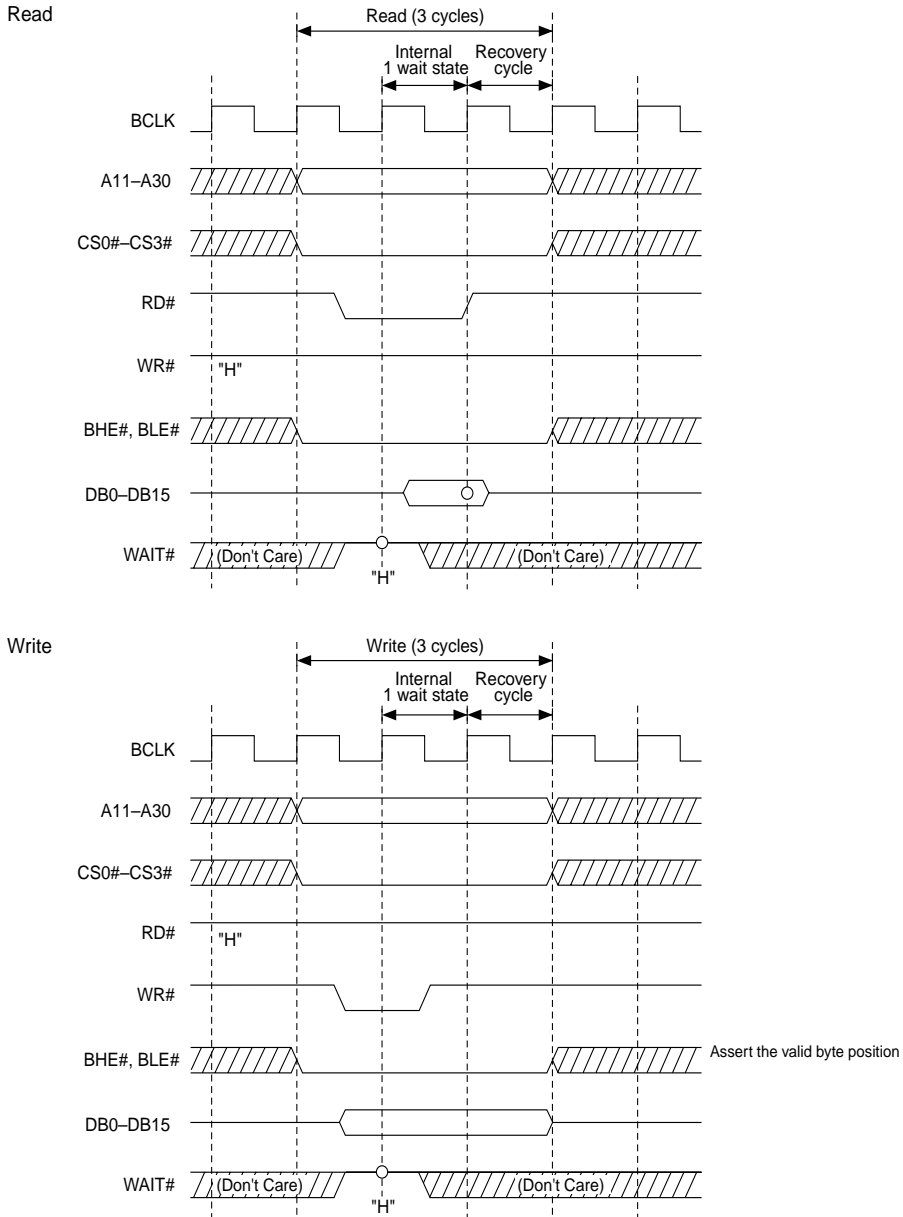 Read
Read (3 cycles)
Internal Recovery
1 wait state cycle
BCLK
A11–A30
CS0#–CS3#
RD#
WR#
"H"
BHE#, BLE#
DB0–DB15
WAIT#
(Don't Care)
(Don't Care)
"H"
Write
Write (3 cycles)
Internal Recovery
1 wait state cycle
BCLK
A11–A30
CS0#–CS3#
RD#
"H"
WR#
BHE#, BLE#
Assert the valid byte position
DB0–DB15
WAIT#
(Don't Care)
(Don't Care)
"H"